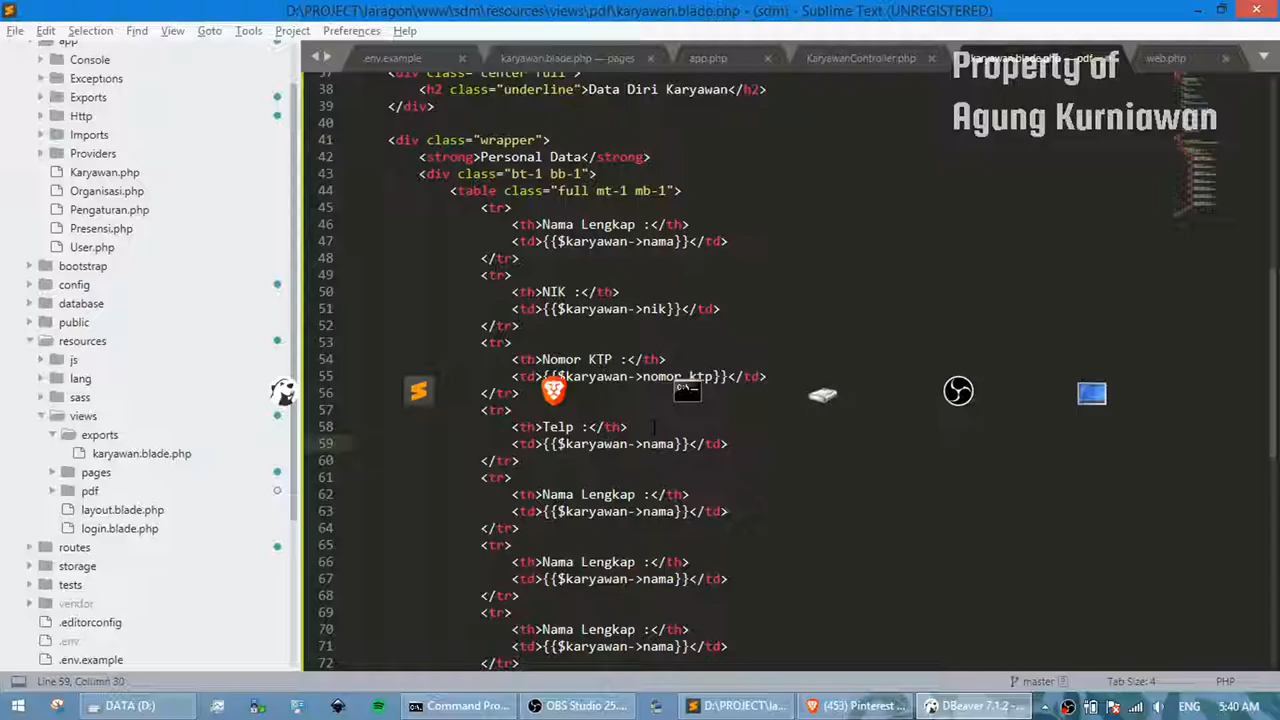 D:\PROJECT\laragon\www\sdm\resources\views\pdf\karyawan.blade.php - (sdm) - Sublime Text (UNREGISTERED)
File Edit Selection Find View Goto Tools Project Preferences Help
.env.example karyawan.blade.php — pages app.php KaryawanController.php karyawan.blade.php — pdf web.php
Property of
Agung Kurniawan
app
Console
Exceptions
Exports
Http
Imports
Providers
Karyawan.php
Organisasi.php
Pengaturan.php
Presensi.php
User.php
bootstrap
config
database
public
resources
js
lang
sass
views
exports
karyawan.blade.php
pages
pdf
layout.blade.php
login.blade.php
routes
storage
tests
vendor
.editorconfig
.env
.env.example
37 <div class="center full">
38 <h2 class="underline">Data Diri Karyawan</h2>
39 </div>
40
41 <div class="wrapper">
42 <strong>Personal Data</strong>
43 <div class="bt-1 bb-1">
44 <table class="full mt-1 mb-1">
45 <tr>
46 <th>Nama Lengkap :</th>
47 <td>{{$karyawan->nama}}</td>
48 </tr>
49 <tr>
50 <th>NIK :</th>
51 <td>{{$karyawan->nik}}</td>
52 </tr>
53 <tr>
54 <th>Nomor KTP :</th>
55 <td>{{$karyawan->nomor_ktp}}</td>
56 </tr>
57 <tr>
58 <th>Telp :</th>
59 <td>{{$karyawan->nama}}</td>
60 </tr>
61 <tr>
62 <th>Nama Lengkap :</th>
63 <td>{{$karyawan->nama}}</td>
64 </tr>
65 <tr>
66 <th>Nama Lengkap :</th>
67 <td>{{$karyawan->nama}}</td>
68 </tr>
69 <tr>
70 <th>Nama Lengkap :</th>
71 <td>{{$karyawan->nama}}</td>
72 </tr>
Line 59, Column 30 master Tab Size: 4 PHP
DATA (D:) Command Pro... OBS Studio 25.... D:\PROJECT\la... (453) Pinterest ... DBeaver 7.1.2 - ... ENG 5:40 AM